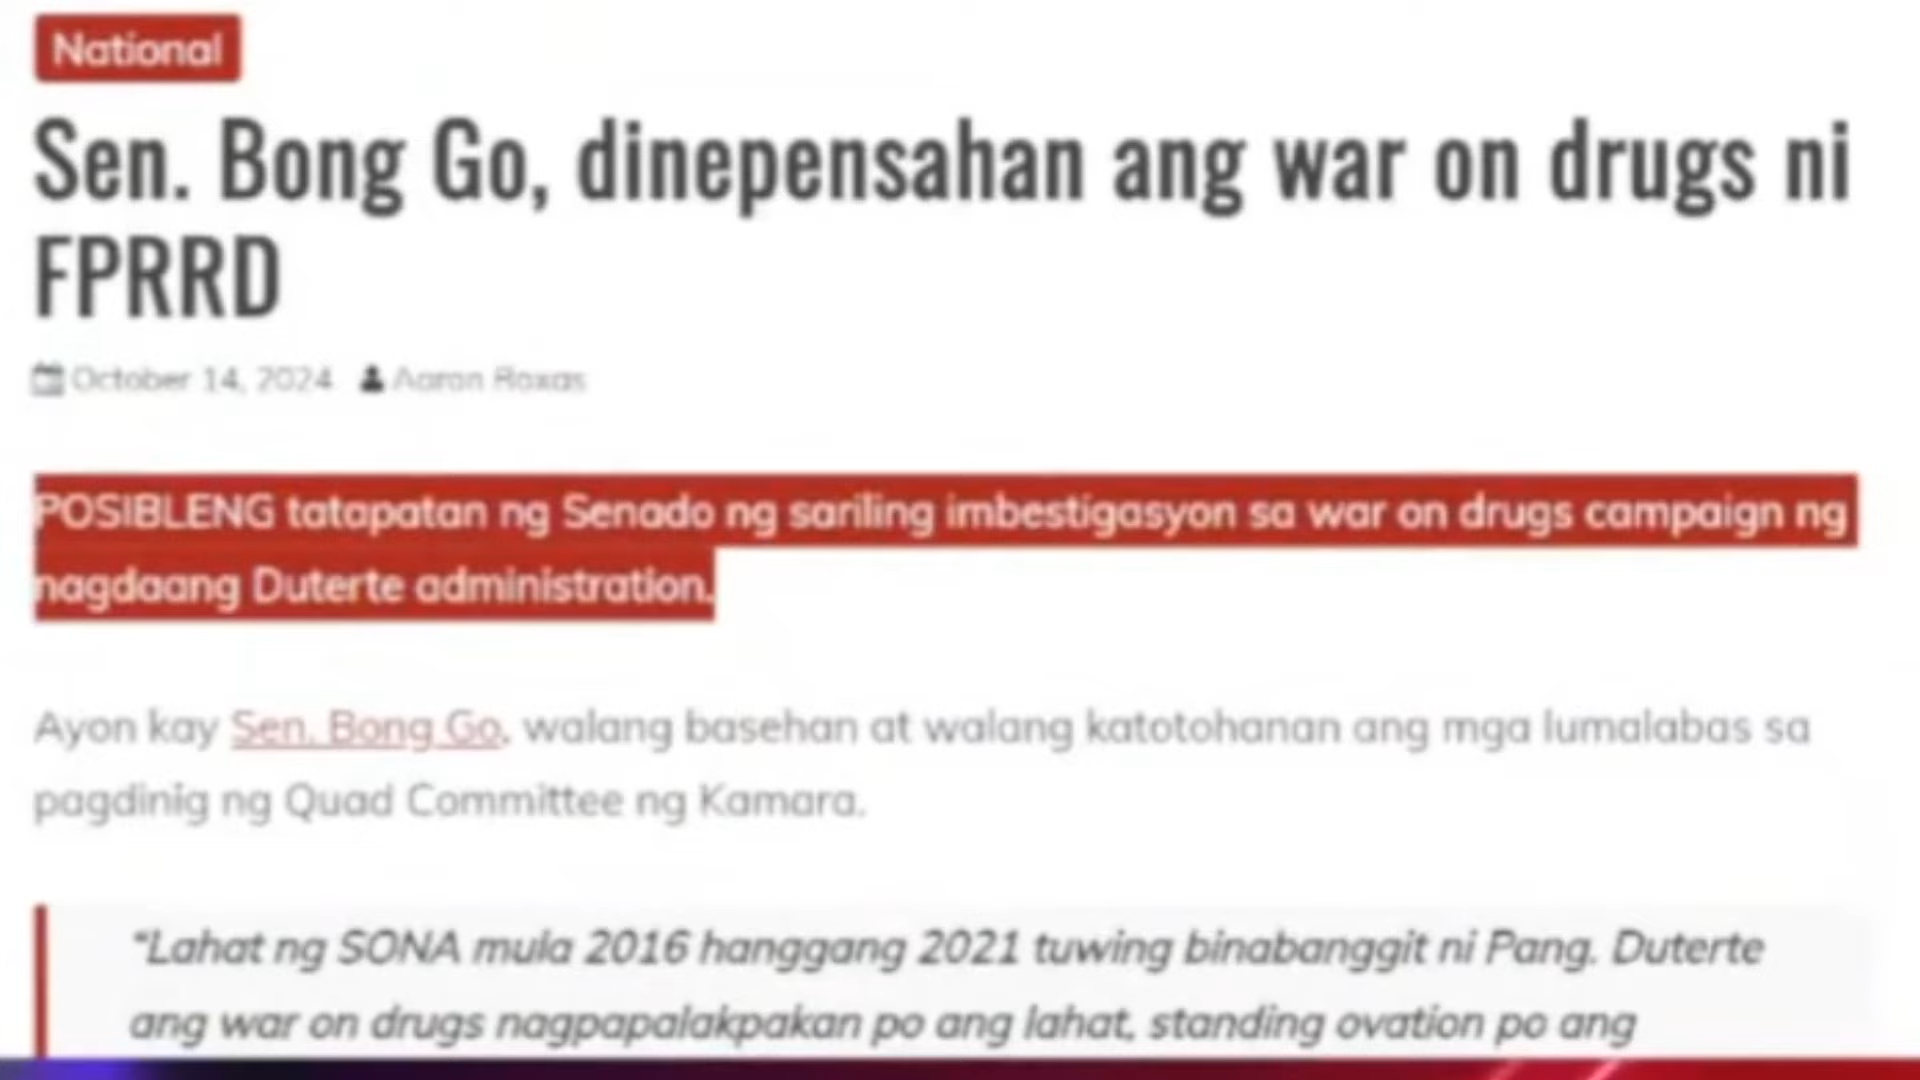 National
Sen. Bong Go, dinepensahan ang war on drugs ni
FPRRD
October 14, 2024 Aaron Roxas
POSIBLENG tatapatan ng Senado ng sariling imbestigasyon sa war on drugs campaign ng
nagdaang Duterte administration.
Ayon kay Sen. Bong Go, walang basehan at walang katotohanan ang mga lumalabas sa
pagdinig ng Quad Committee ng Kamara.
“Lahat ng SONA mula 2016 hanggang 2021 tuwing binabanggit ni Pang. Duterte
ang war on drugs nagpapalakpakan po ang lahat, standing ovation po ang